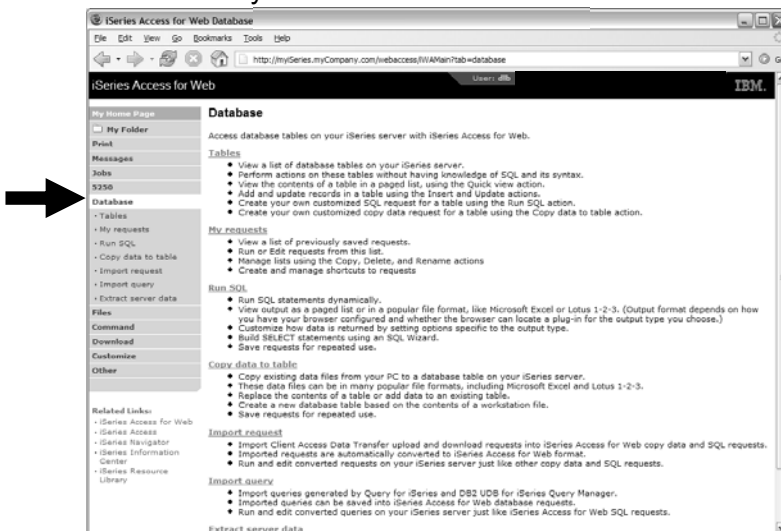 iSeries Access for Web Database
File Edit View Go Bookmarks Tools Help
http://myiSeries.myCompany.com/webaccess/iWAMain?tab=database
iSeries Access for Web
User: db
IBM.
My Home Page
My Folder
Print
Messages
Jobs
5250
Database
• Tables
• My requests
• Run SQL
• Copy data to table
• Import request
• Import query
• Extract server data
Files
Command
Download
Customize
Other
Related Links:
• iSeries Access for Web
• iSeries Access
• iSeries Navigator
• iSeries Information
Center
• iSeries Resource
Library
Database
Access database tables on your iSeries server with iSeries Access for Web.
Tables
View a list of database tables on your iSeries server.
Perform actions on these tables without having knowledge of SQL and its syntax.
View the contents of a table in a paged list, using the Quick view action.
Add and update records in a table using the Insert and Update actions.
Create your own customized SQL request for a table using the Run SQL action.
Create your own customized copy data request for a table using the Copy data to table action.
My requests
View a list of previously saved requests.
Run or Edit requests from this list.
Manage lists using the Copy, Delete, and Rename actions
Create and manage shortcuts to requests
Run SQL
Run SQL statements dynamically.
View output as a paged list or in a popular file format, like Microsoft Excel or Lotus 1-2-3. (Output format depends on how
you have your browser configured and whether the browser can locate a plug-in for the output type you choose.)
Customize how data is returned by setting options specific to the output type.
Build SELECT statements using an SQL Wizard.
Save requests for repeated use.
Copy data to table
Copy existing data files from your PC to a database table on your iSeries server.
These data files can be in many popular file formats, including Microsoft Excel and Lotus 1-2-3.
Replace the contents of a table or add data to an existing table.
Create a new database table based on the contents of a workstation file.
Save requests for repeated use.
Import request
Import Client Access Data Transfer upload and download requests into iSeries Access for Web copy data and SQL requests.
Imported requests are automatically converted to iSeries Access for Web format.
Run and edit converted requests on your iSeries server just like other copy data and SQL requests.
Import query
Import queries generated by Query for iSeries and DB2 UDB for iSeries Query Manager.
Imported queries can be saved into iSeries Access for Web database requests.
Run and edit converted queries on your iSeries server just like iSeries Access for Web SQL requests.
Extract server data